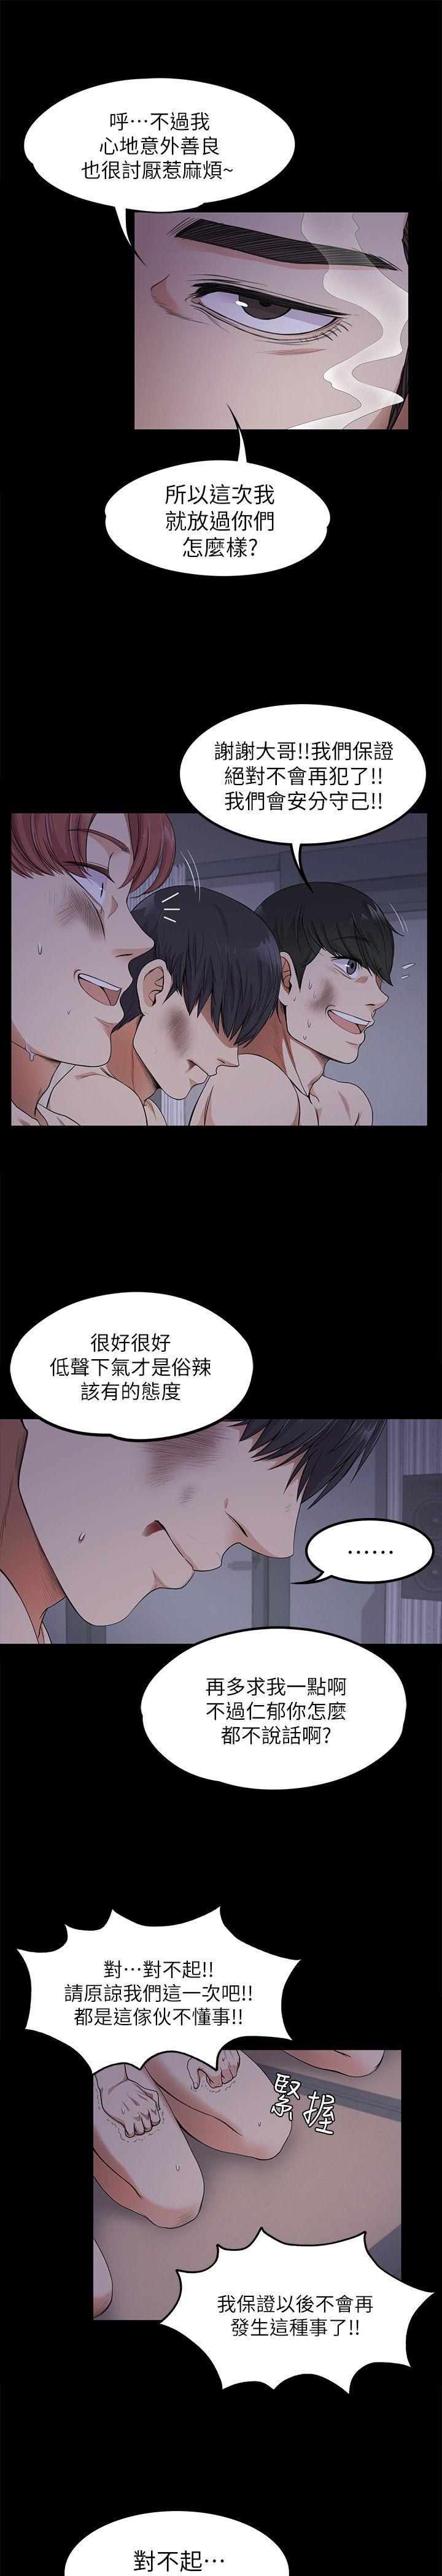 呼…不過我
心地意外善良
也很討厭惹麻煩~
所以這次我
就放過你們
怎麼樣?
謝謝大哥!!我們保證
絕對不會再犯了!!
我們會安分守己!!
很好很好
低聲下氣才是俗辣
該有的態度
……
再多求我一點啊
不過仁郁你怎麼
都不說話啊?
對…對不起!!
請原諒我們這一次吧!!
都是這傢伙不懂事!!
緊握
我保證以後不會再
發生這種事了!!
對不起…